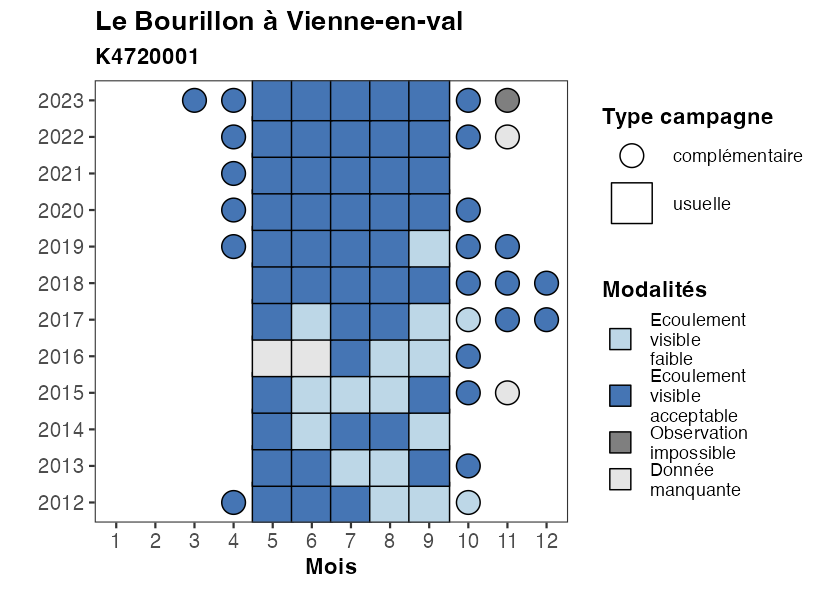 Le Bourillon à Vienne-en-val
K4720001
2023
2022
2021
2020
2019
2018
2017
2016
2015
2014
2013
2012
1 2 3 4 5 6 7 8 9 10 11 12
Mois
Type campagne
complémentaire
usuelle
Modalités
Ecoulement
visible
faible
Ecoulement
visible
acceptable
Observation
impossible
Donnée
manquante